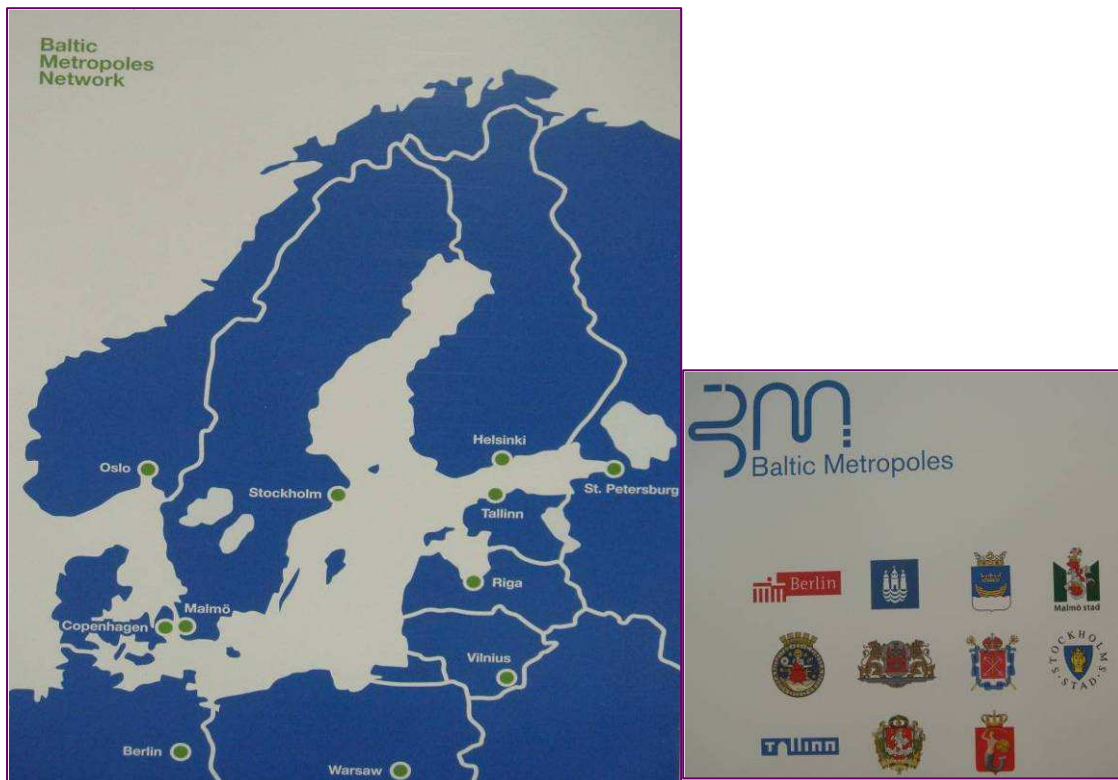 Baltic
Metropoles
Network
Helsinki
Oslo
Stockholm
St. Petersburg
Tallinn
Riga
Malmö
Copenhagen
Vilnius
Berlin
Warsaw
Baltic Metropoles
Berlin
Malmö stad
STOCKHOLMS
STAD
Tallinn